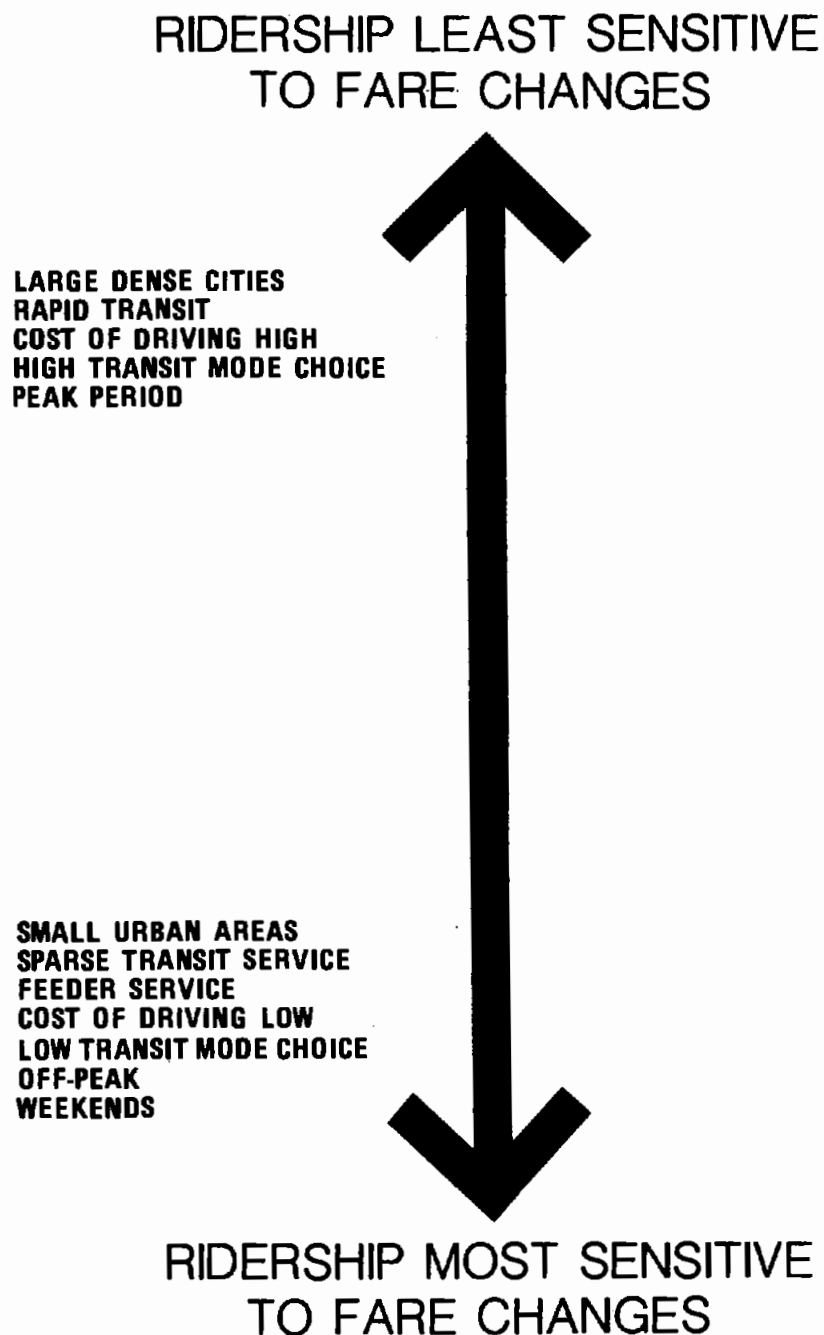 RIDERSHIP LEAST SENSITIVE
TO FARE CHANGES
LARGE DENSE CITIES
RAPID TRANSIT
COST OF DRIVING HIGH
HIGH TRANSIT MODE CHOICE
PEAK PERIOD
SMALL URBAN AREAS
SPARSE TRANSIT SERVICE
FEEDER SERVICE
COST OF DRIVING LOW
LOW TRANSIT MODE CHOICE
OFF-PEAK
WEEKENDS
RIDERSHIP MOST SENSITIVE
TO FARE CHANGES